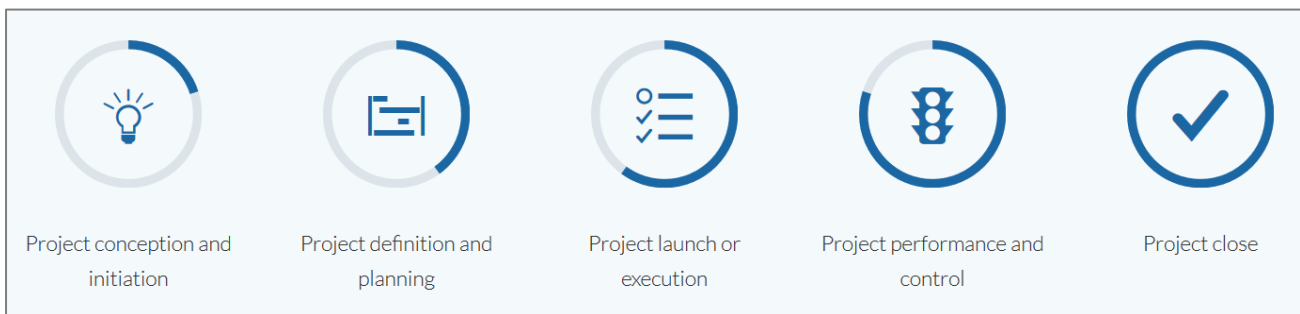 Project conception and
initiation
Project definition and
planning
Project launch or
execution
Project performance and
control
Project close